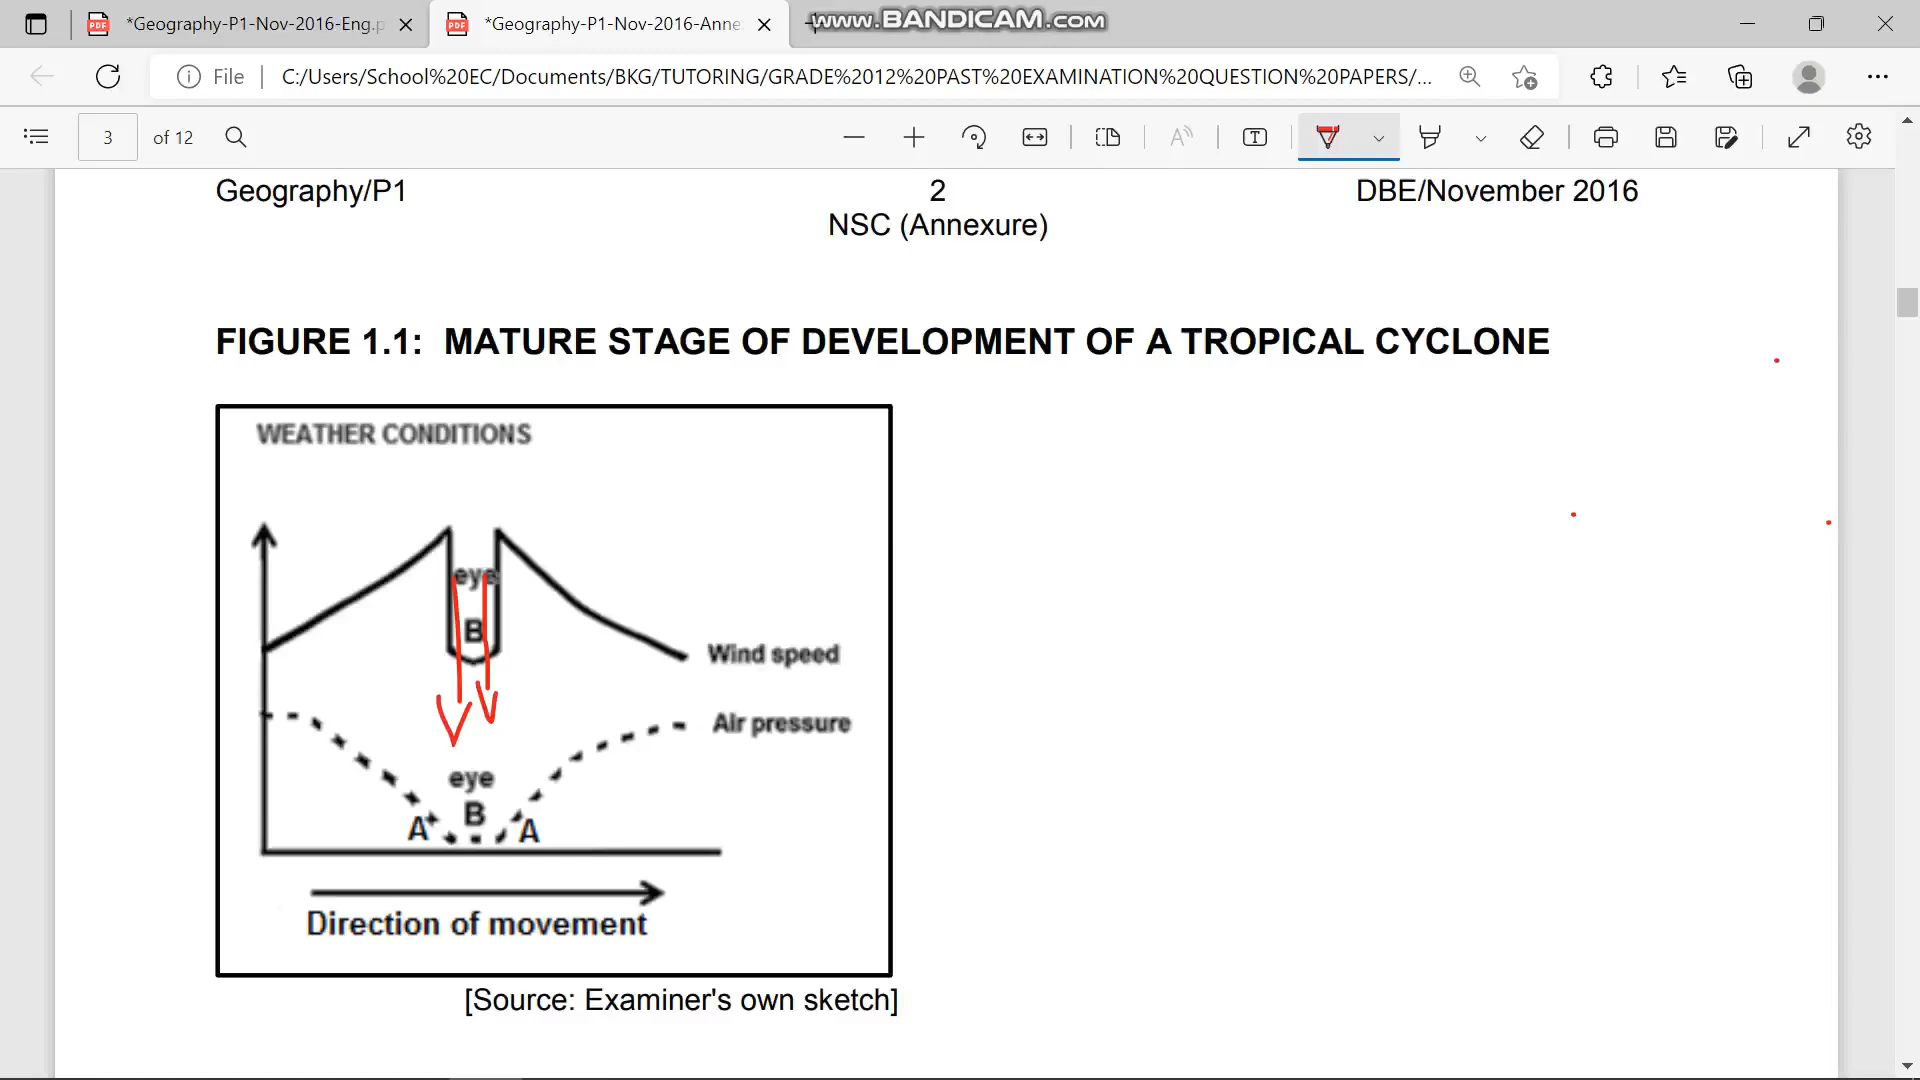 *Geography-P1-Nov-2016-Eng.p
*Geography-P1-Nov-2016-Anne
www.BANDICAM.com
File
C:/Users/School%20EC/Documents/BKG/TUTORING/GRADE%2012%20PAST%20EXAMINATION%20QUESTION%20PAPERS/...
3 of 12
Geography/P1 2 DBE/November 2016
NSC (Annexure)
FIGURE 1.1: MATURE STAGE OF DEVELOPMENT OF A TROPICAL CYCLONE
WEATHER CONDITIONS
eye
B
Wind speed
Air pressure
eye
B
A A
Direction of movement
[Source: Examiner's own sketch]